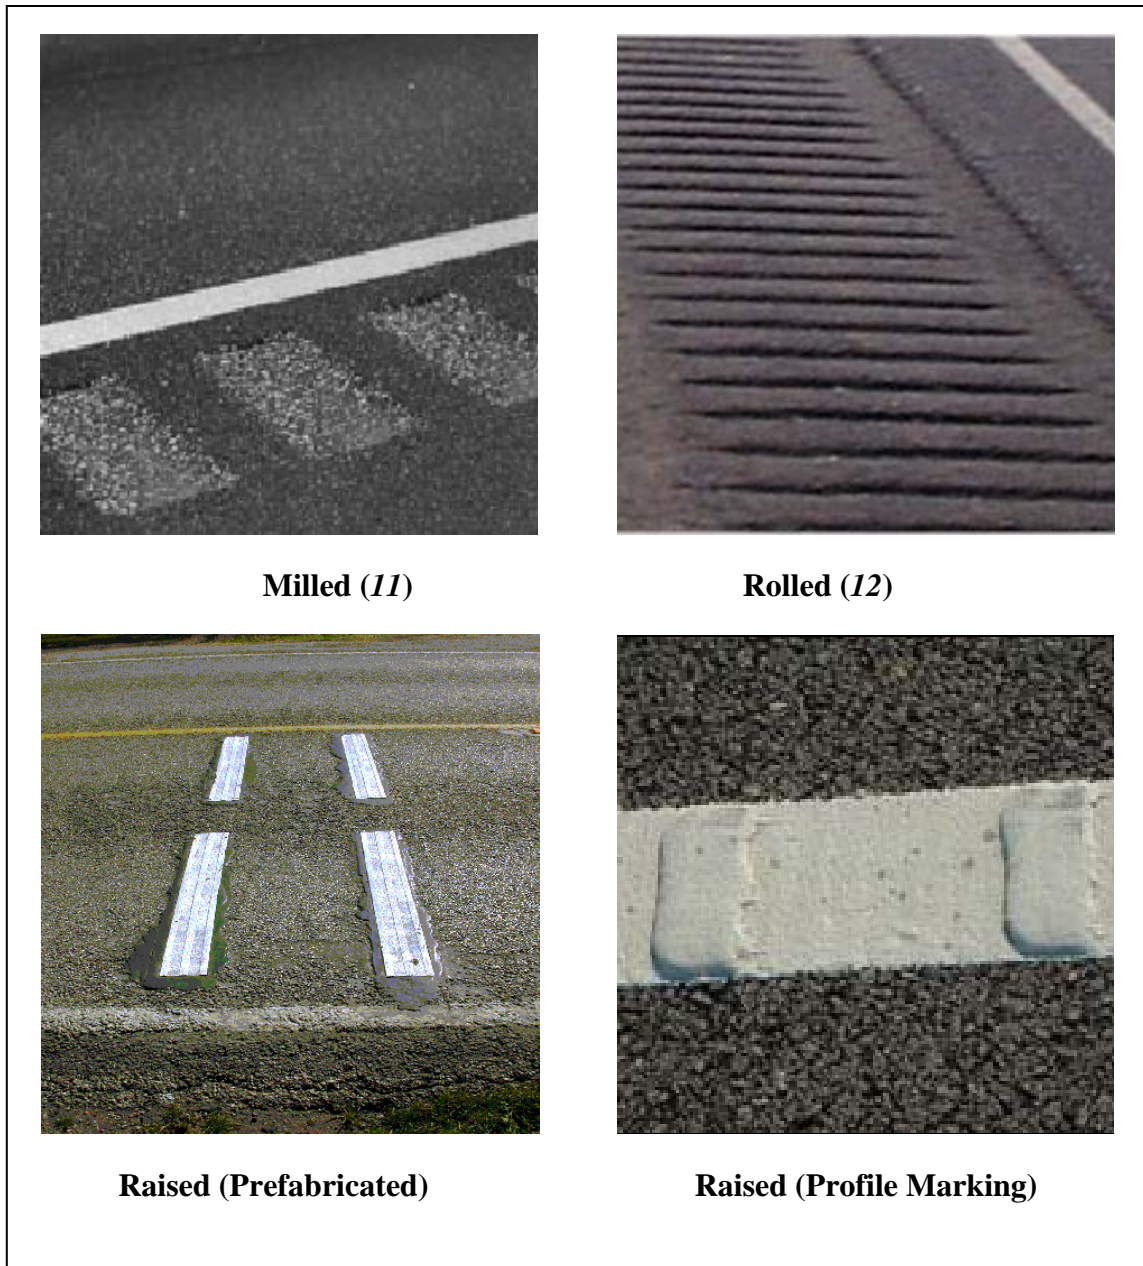 Milled (11)
Rolled (12)
Raised (Prefabricated)
Raised (Profile Marking)